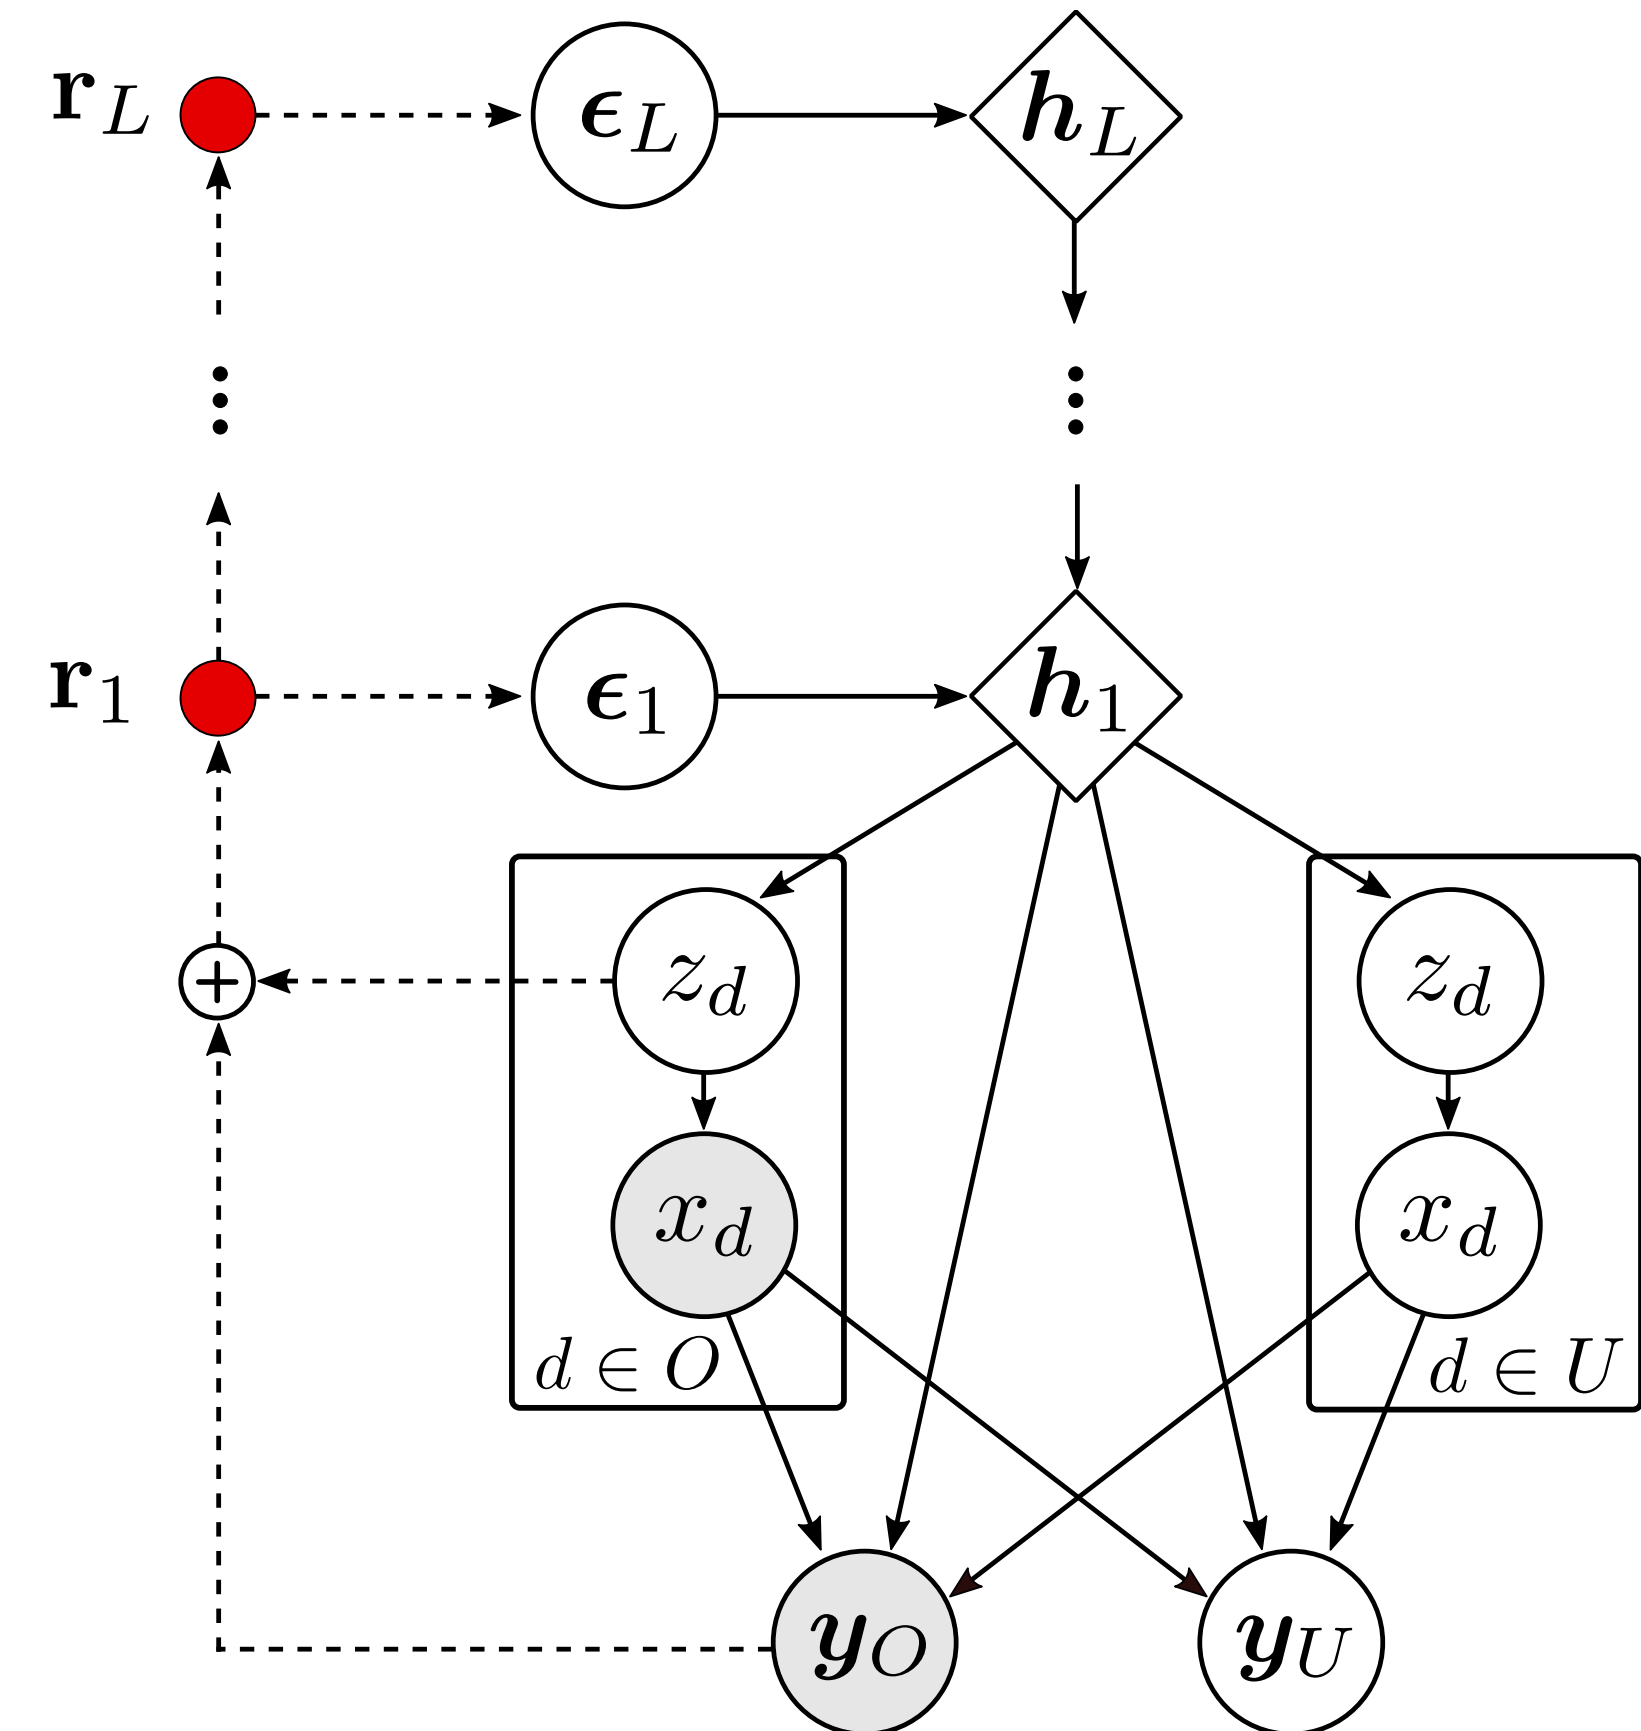 r_L ϵ_L h_L
r_1 ϵ_1 h_1
z_d z_d
+
x_d x_d
d ∈ O d ∈ U
y_O y_U